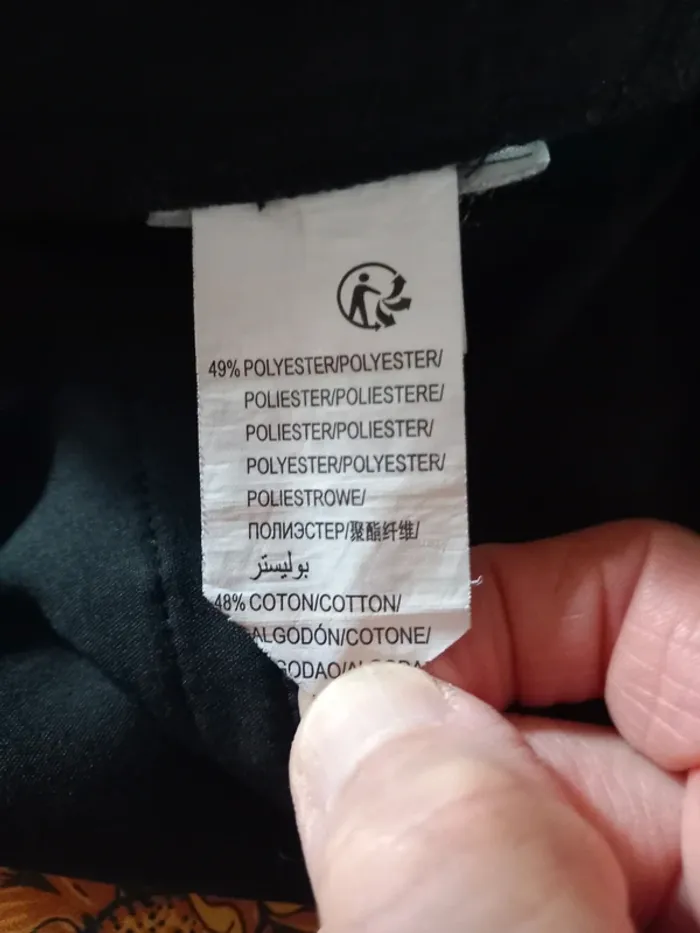 49% POLYESTER/POLYESTER/
POLIESTER/POLIESTERE/
POLIESTER/POLIESTER/
POLYESTER/POLYESTER/
POLIESTROWE/
ПОЛИЭСТЕР/聚酯纤维/
بوليستر
48% COTON/COTTON/
ALGODÓN/COTONE/